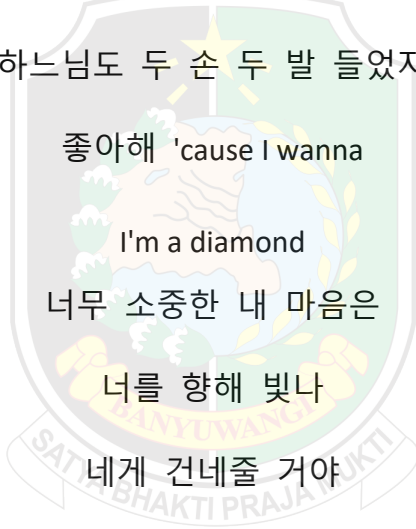 하느님도 두 손 두 발 들었지
좋아해 'cause I wanna
I'm a diamond
너무 소중한 내 마음은
너를 향해 빛나
네게 건네줄 거야
BANYUWANGI
SATYA BHAKTI PRAJA MUKTI